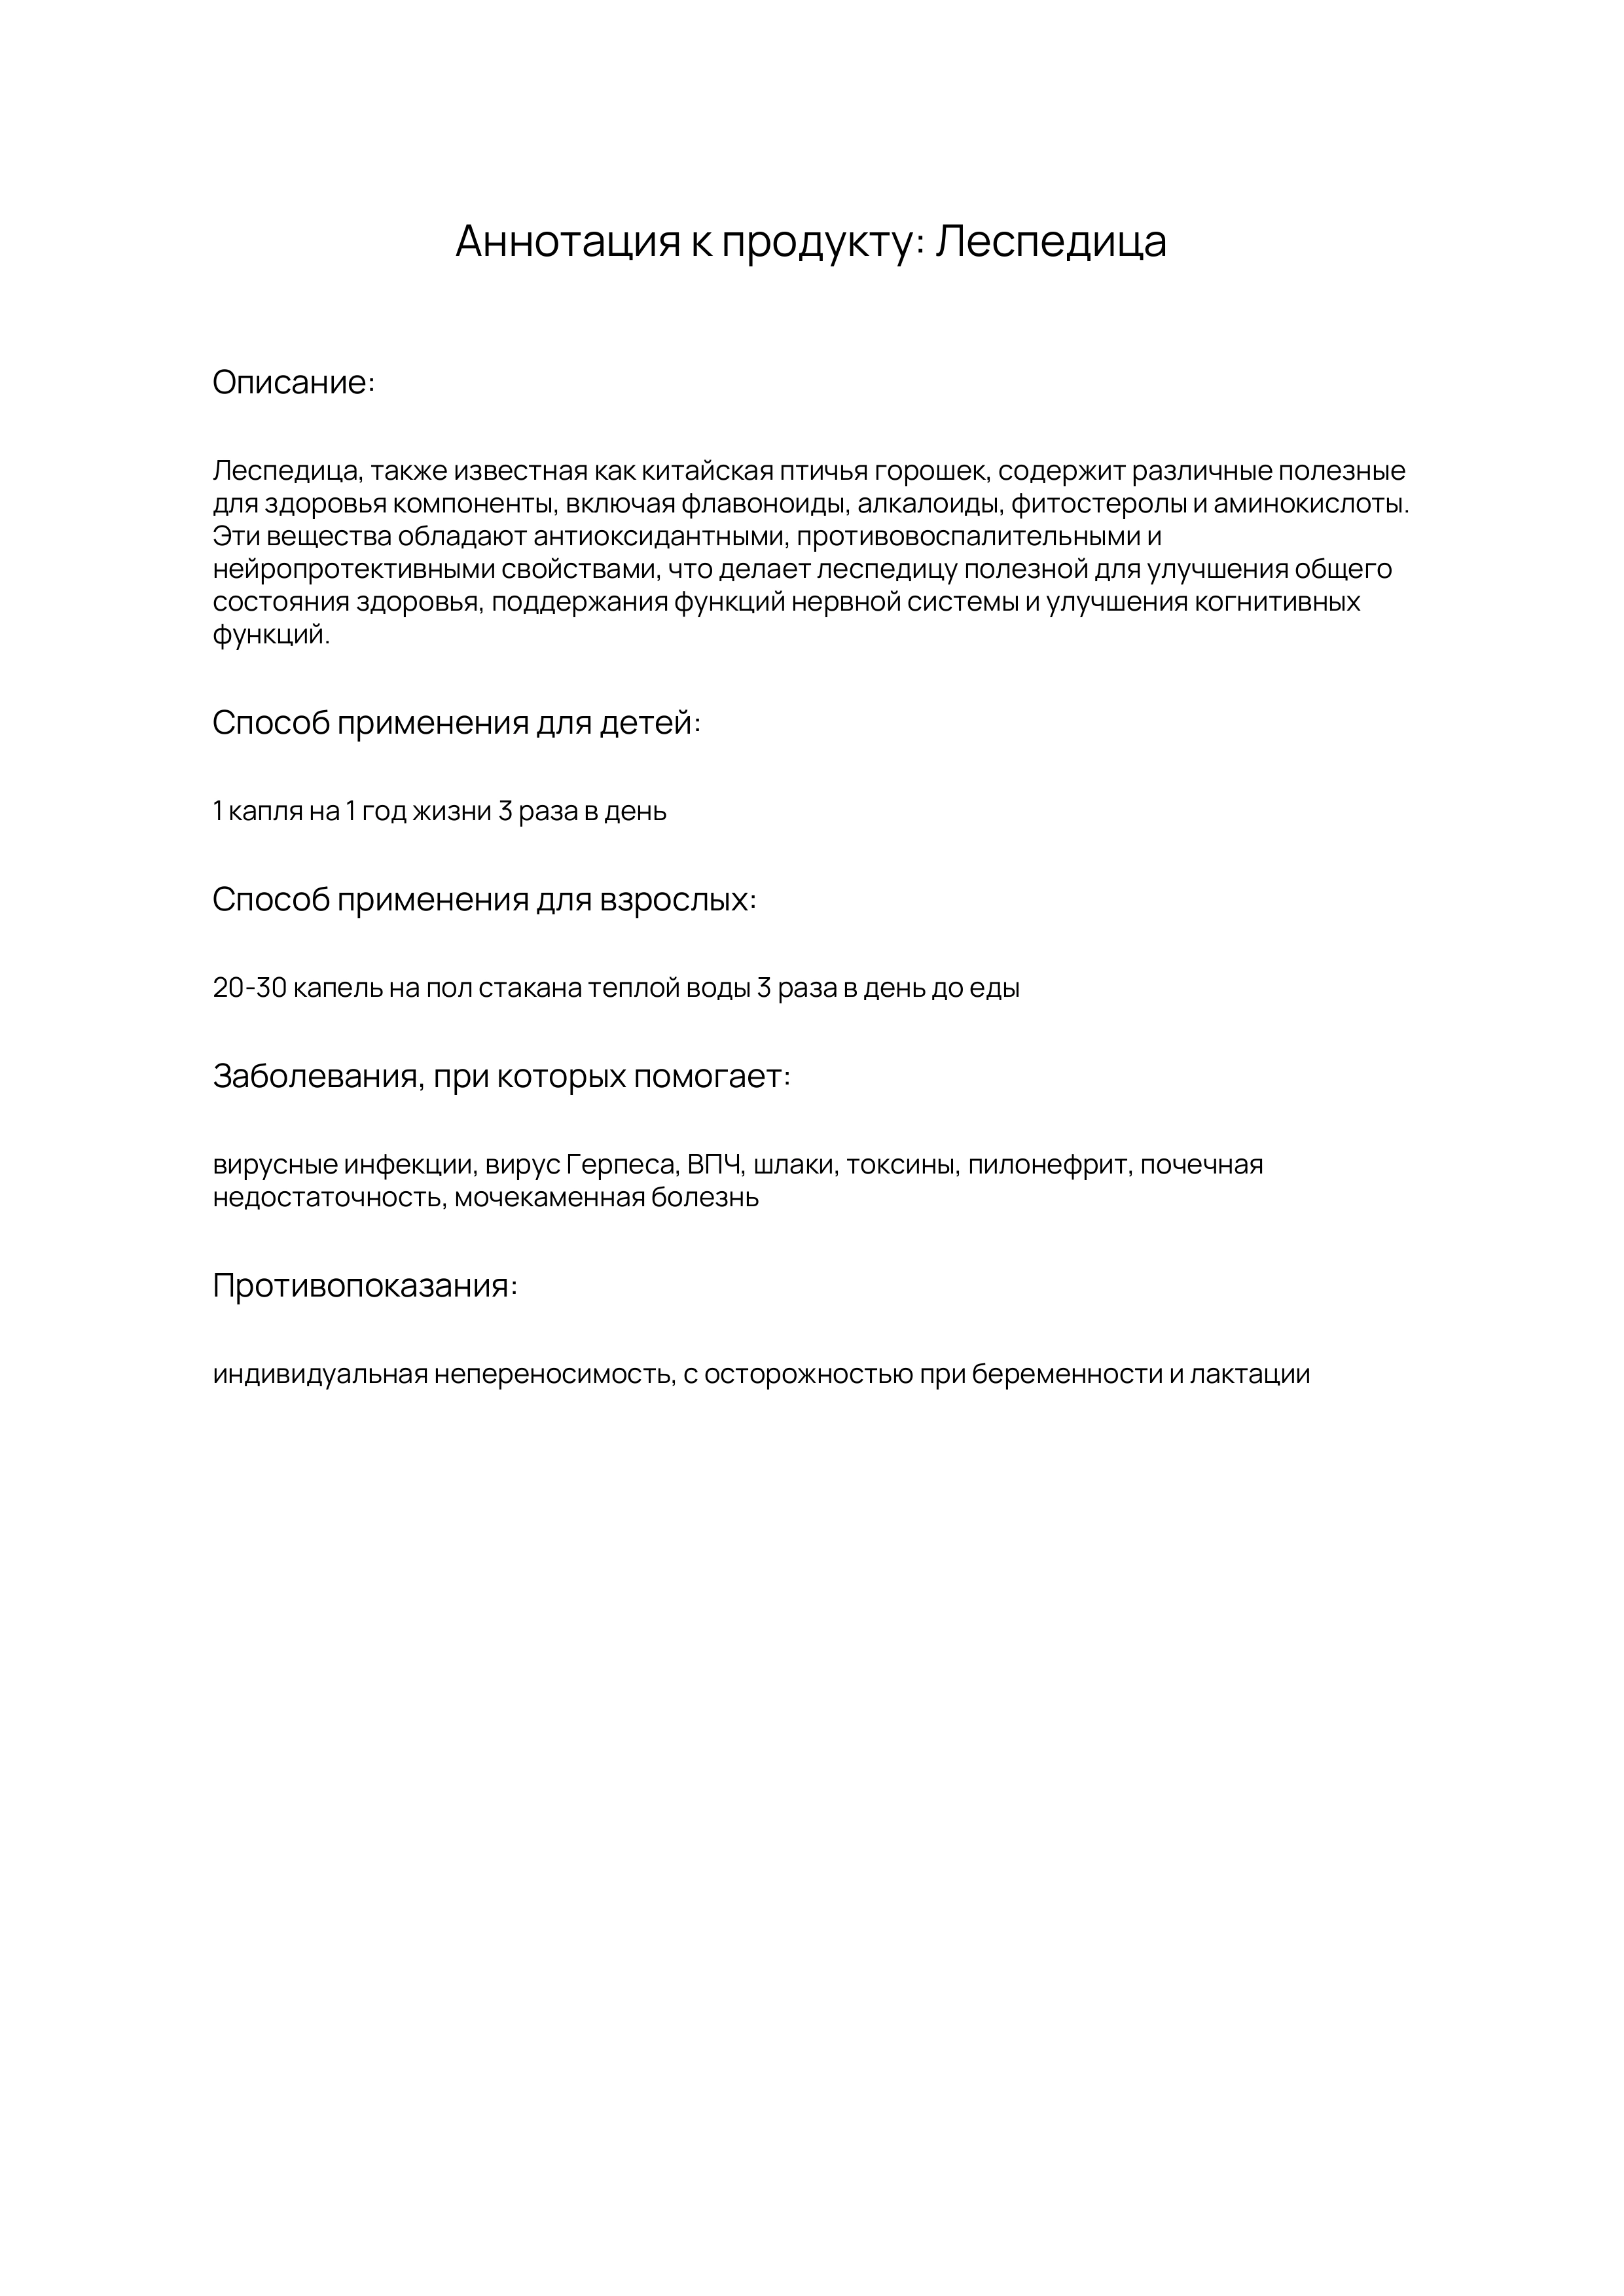 Аннотация к продукту: Леспедица
Описание:
Леспедица, также известная как китайская птичья горошек, содержит различные полезные
для здоровья компоненты, включая флавоноиды, алкалоиды, фитостеролы и аминокислоты.
Эти вещества обладают антиоксидантными, противовоспалительными и
нейропротективными свойствами, что делает леспедицу полезной для улучшения общего
состояния здоровья, поддержания функций нервной системы и улучшения когнитивных
функций.
Способ применения для детей:
1 капля на 1 год жизни 3 раза в день
Способ применения для взрослых:
20-30 капель на пол стакана теплой воды 3 раза в день до еды
Заболевания, при которых помогает:
вирусные инфекции, вирус Герпеса, ВПЧ, шлаки, токсины, пилонефрит, почечная
недостаточность, мочекаменная болезнь
Противопоказания:
индивидуальная непереносимость, с осторожностью при беременности и лактации